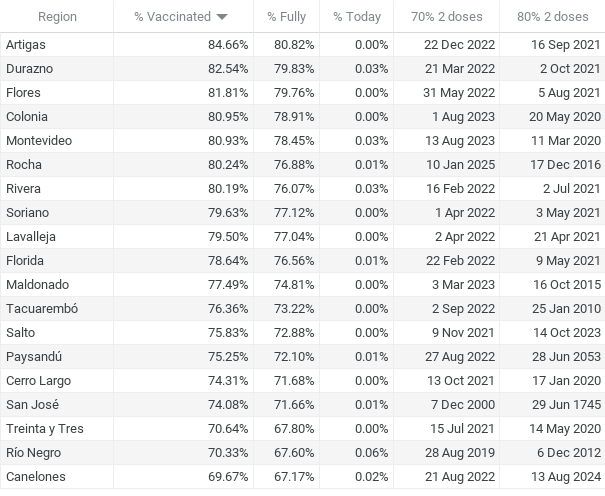 Region % Vaccinated % Fully % Today 70% 2 doses 80% 2 doses
Artigas 84.66% 80.82% 0.00% 22 Dec 2022 16 Sep 2021
Durazno 82.54% 79.83% 0.03% 21 Mar 2022 2 Oct 2021
Flores 81.81% 79.76% 0.00% 31 May 2022 5 Aug 2021
Colonia 80.95% 78.91% 0.00% 1 Aug 2023 20 May 2020
Montevideo 80.93% 78.45% 0.03% 13 Aug 2023 11 Mar 2020
Rocha 80.24% 76.88% 0.01% 10 Jan 2025 17 Dec 2016
Rivera 80.19% 76.07% 0.03% 16 Feb 2022 2 Jul 2021
Soriano 79.63% 77.12% 0.00% 1 Apr 2022 3 May 2021
Lavalleja 79.50% 77.04% 0.00% 2 Apr 2022 21 Apr 2021
Florida 78.64% 76.56% 0.01% 22 Feb 2022 9 May 2021
Maldonado 77.49% 74.81% 0.00% 3 Mar 2023 16 Oct 2015
Tacuarembó 76.36% 73.22% 0.00% 2 Sep 2022 25 Jan 2010
Salto 75.83% 72.88% 0.00% 9 Nov 2021 14 Oct 2023
Paysandú 75.25% 72.10% 0.01% 27 Aug 2022 28 Jun 2053
Cerro Largo 74.31% 71.68% 0.00% 13 Oct 2021 17 Jan 2020
San José 74.08% 71.66% 0.01% 7 Dec 2000 29 Jun 1745
Treinta y Tres 70.64% 67.80% 0.00% 15 Jul 2021 14 May 2020
Río Negro 70.33% 67.60% 0.06% 28 Aug 2019 6 Dec 2012
Canelones 69.67% 67.17% 0.02% 21 Aug 2022 13 Aug 2024